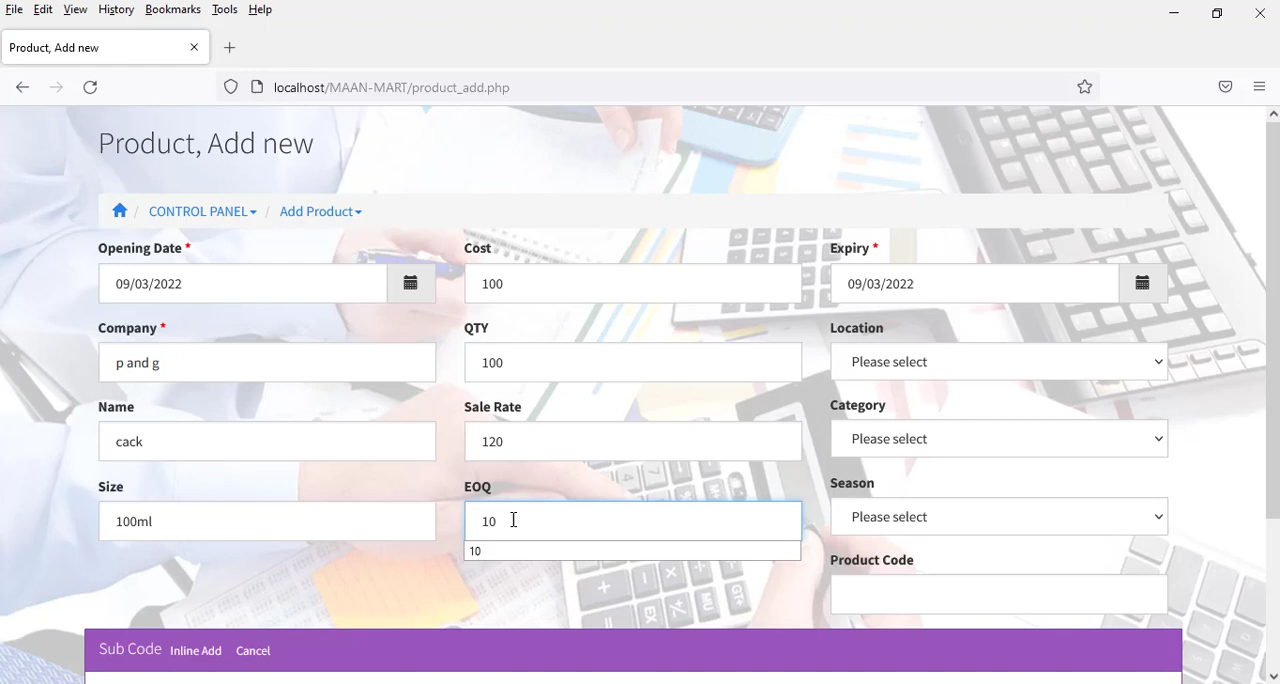 File Edit View History Bookmarks Tools Help
Product, Add new
localhost/MAAN-MART/product_add.php
Product, Add new
/ CONTROL PANEL / Add Product
Opening Date * Cost Expiry *
09/03/2022 100 09/03/2022
Company * QTY Location
p and g 100 Please select
Name Sale Rate Category
cack 120 Please select
Size EOQ Season
100ml 10 Please select
10
Product Code
Sub Code Inline Add Cancel